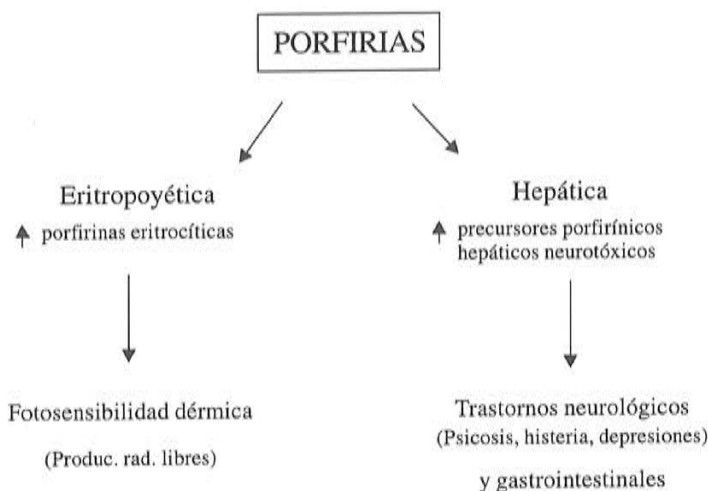 PORFIRIAS
Eritropoyética
porfirinas eritrocíticas
Fotosensibilidad dérmica
(Produc. rad. libres)
Hepática
precursores porfirínicos
hepáticos neurotóxicos
Trastornos neurológicos
(Psicosis, histeria, depresiones)
y gastrointestinales